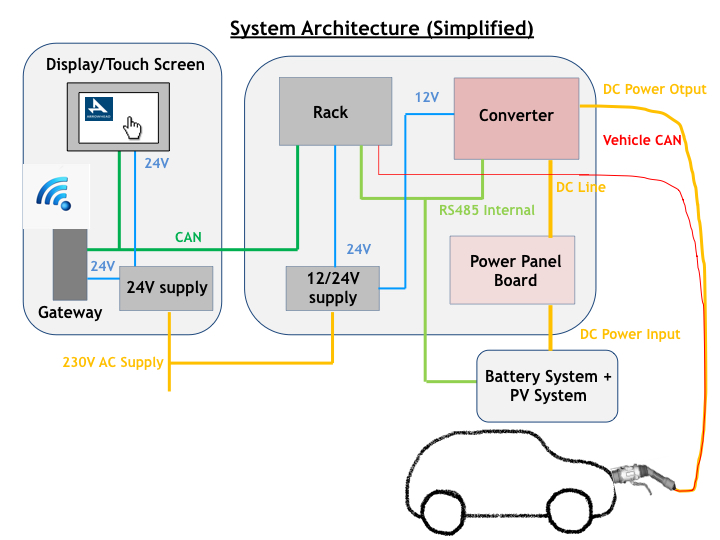 System Architecture (Simplified)
Display/Touch Screen
24V
CAN
24V
24V supply
Gateway
230V AC Supply
Rack
12V
Converter
DC Power Otput
Vehicle CAN
DC Line
RS485 Internal
24V
12/24V
supply
Power Panel
Board
DC Power Input
Battery System +
PV System